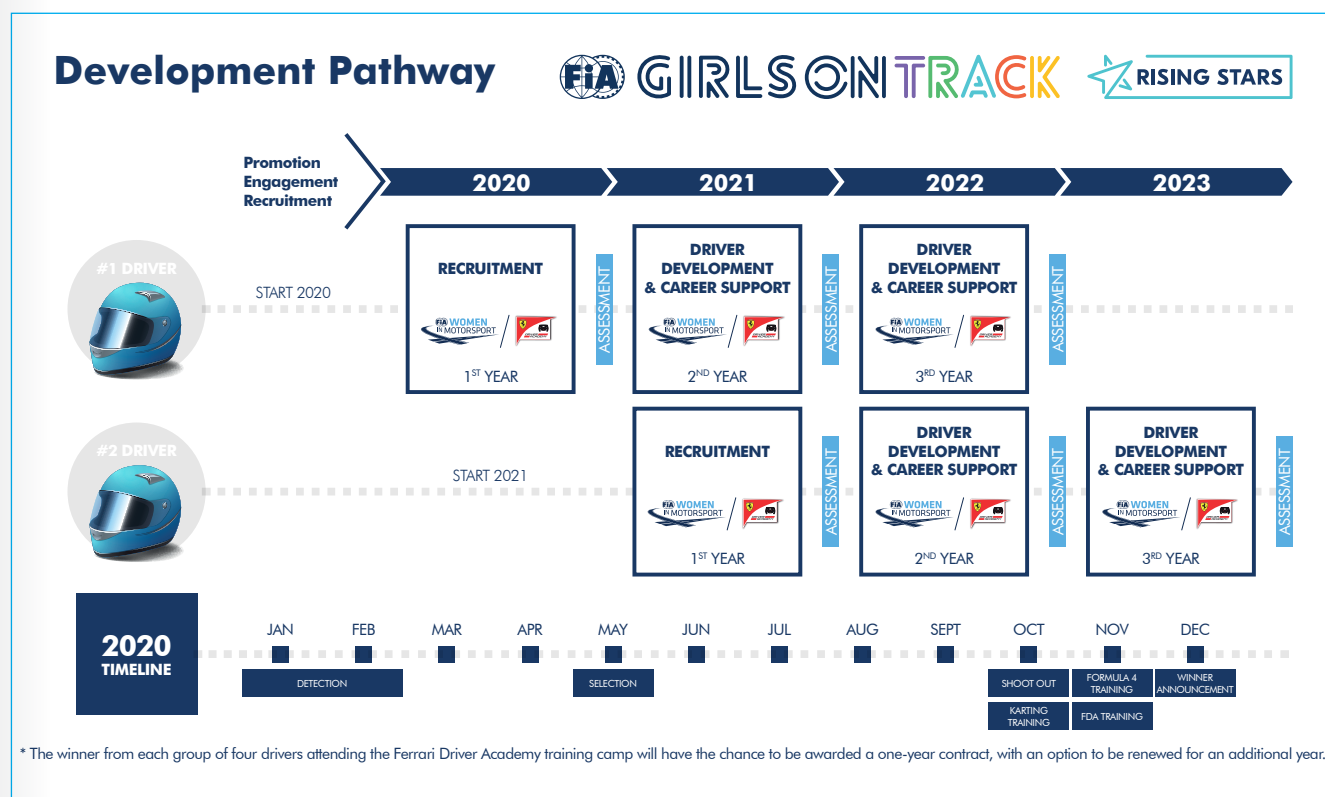 Development Pathway
FiA GIRLS ON TRACK
RISING STARS
Promotion
Engagement
Recruitment
2020
2021
2022
2023
#1 DRIVER
START 2020
RECRUITMENT
FiA WOMEN
IN MOTORSPORT
1ST YEAR
ASSESSMENT
DRIVER
DEVELOPMENT
& CAREER SUPPORT
FiA WOMEN
IN MOTORSPORT
2ND YEAR
ASSESSMENT
DRIVER
DEVELOPMENT
& CAREER SUPPORT
FiA WOMEN
IN MOTORSPORT
3RD YEAR
ASSESSMENT
#2 DRIVER
START 2021
RECRUITMENT
FiA WOMEN
IN MOTORSPORT
1ST YEAR
ASSESSMENT
DRIVER
DEVELOPMENT
& CAREER SUPPORT
FiA WOMEN
IN MOTORSPORT
2ND YEAR
ASSESSMENT
DRIVER
DEVELOPMENT
& CAREER SUPPORT
FiA WOMEN
IN MOTORSPORT
3RD YEAR
ASSESSMENT
2020
TIMELINE
JAN
FEB
MAR
APR
MAY
JUN
JUL
AUG
SEPT
OCT
NOV
DEC
DETECTION
SELECTION
SHOOT OUT
FORMULA 4
TRAINING
WINNER
ANNOUNCEMENT
KARTING
TRAINING
FDA TRAINING
* The winner from each group of four drivers attending the Ferrari Driver Academy training camp will have the chance to be awarded a one-year contract, with an option to be renewed for an additional year.